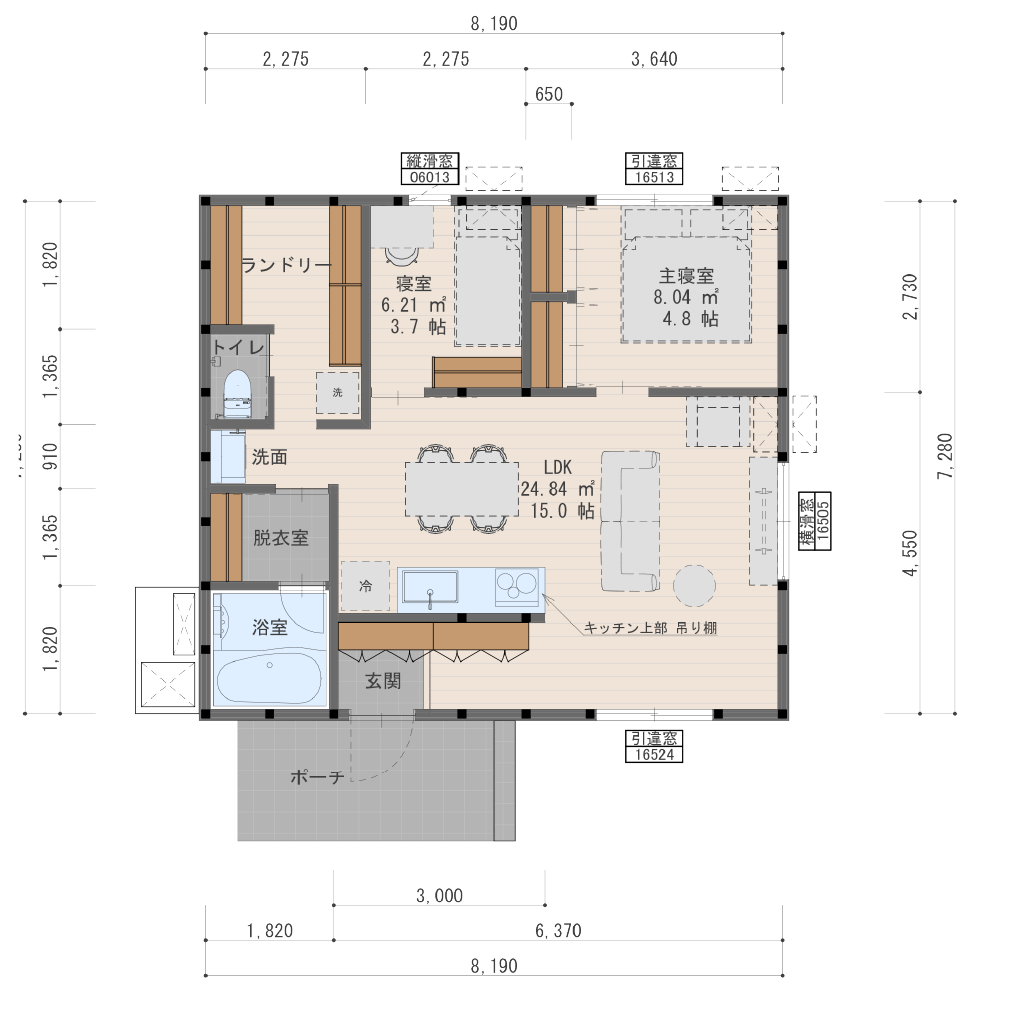 8,190
2,275
2,275
3,640
650
縦滑窓
06013
引違窓
16513
1,820
1,365
910
1,365
1,820
2,730
4,550
7,280
ランドリー
寝室
6.21 ㎡
3.7 帖
主寝室
8.04 ㎡
4.8 帖
トイレ
洗
洗面
LDK
24.84 ㎡
15.0 帖
横滑窓
16505
脱衣室
冷
浴室
キッチン上部 吊り棚
玄関
引違窓
16524
ポーチ
3,000
1,820
6,370
8,190